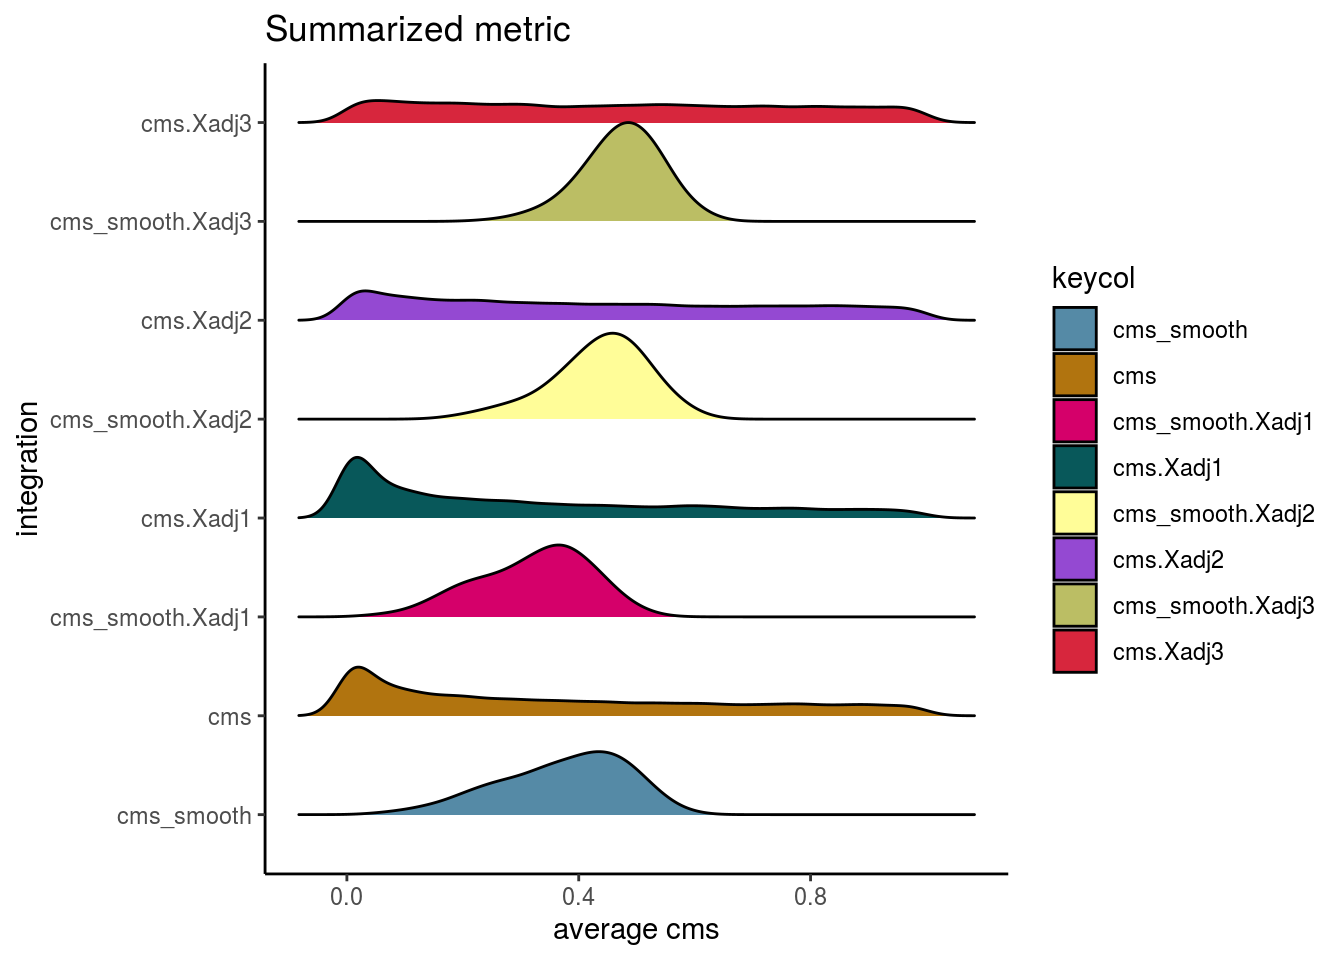 Summarized metric
cms.Xadj3
cms_smooth.Xadj3
cms.Xadj2
cms_smooth.Xadj2
cms.Xadj1
cms_smooth.Xadj1
cms
cms_smooth
integration
0.0
0.4
0.8
average cms
keycol
cms_smooth
cms
cms_smooth.Xadj1
cms.Xadj1
cms_smooth.Xadj2
cms.Xadj2
cms_smooth.Xadj3
cms.Xadj3